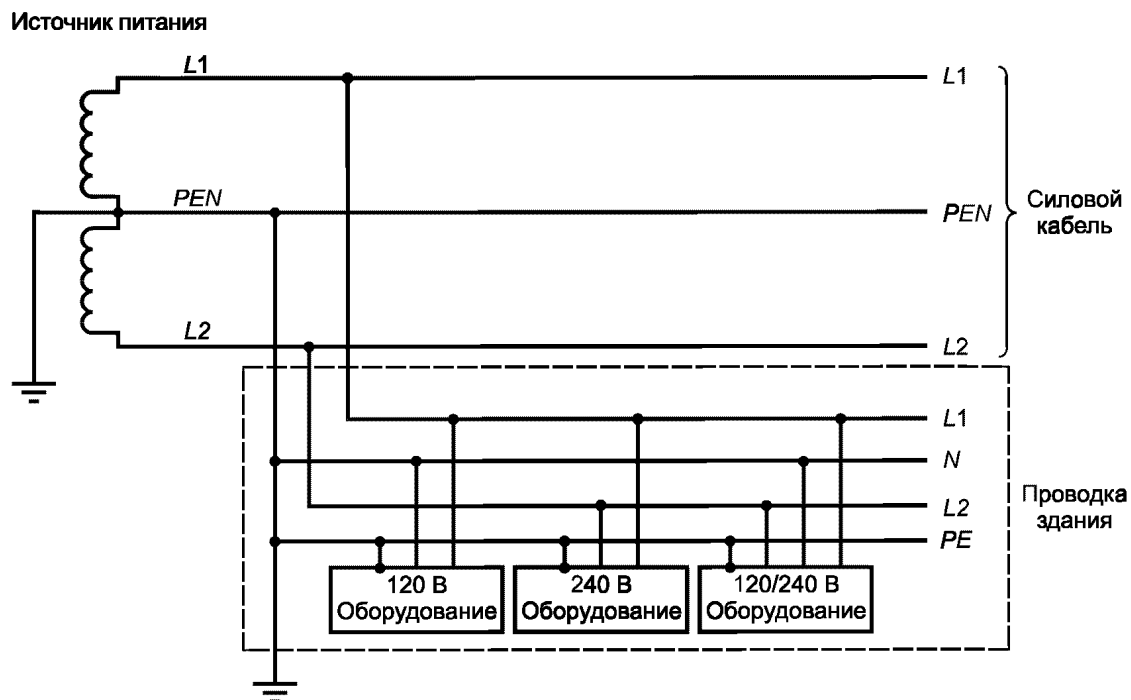 Источник питания
L1
L1
PEN
PEN
Силовой
кабель
L2
L2
L1
N
L2
Проводка
здания
PE
120 В
Оборудование
240 В
Оборудование
120/240 В
Оборудование